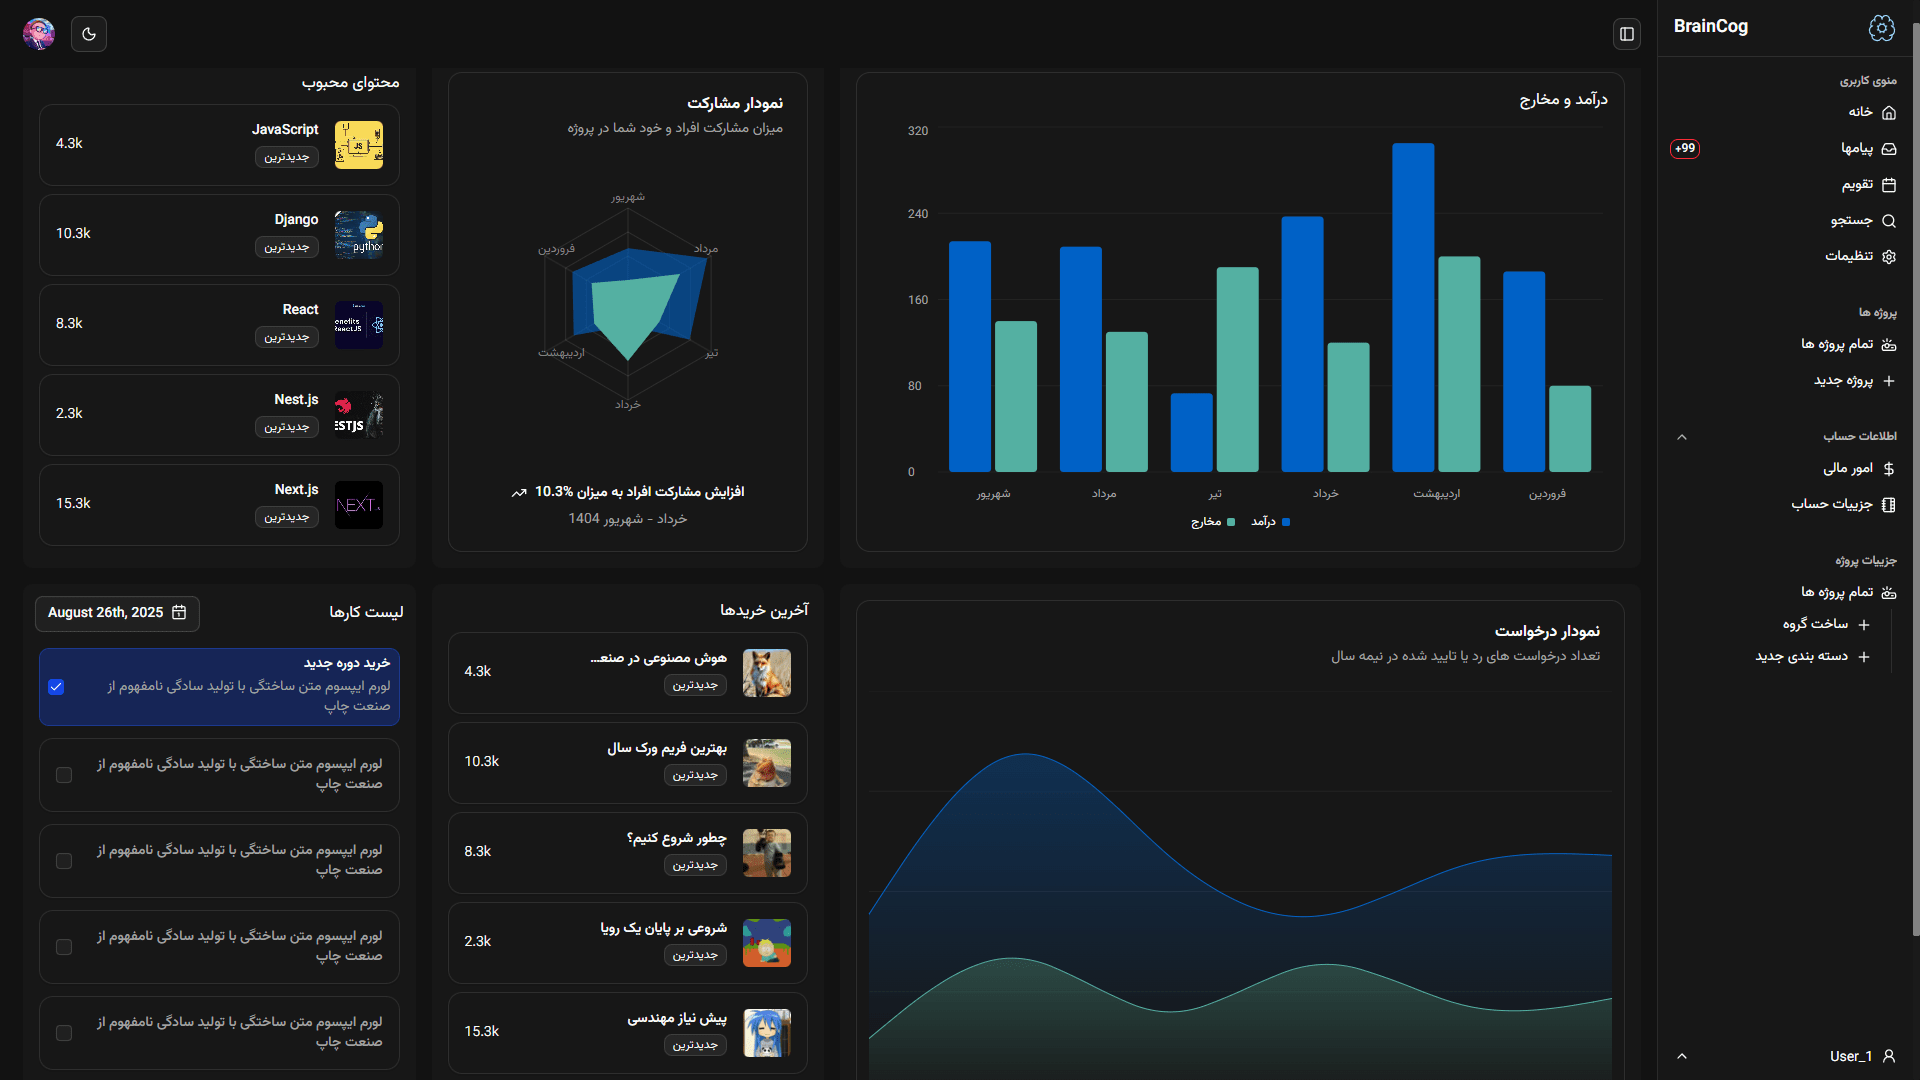 BrainCog
منوی کاربری
خانه
پیامها
+99
تقویم
جستجو
تنظیمات
پروژه ها
تمام پروژه ها
پروژه جدید
اطلاعات حساب
امور مالی
جزییات حساب
جزییات پروژه
تمام پروژه ها
ساخت گروه
دسته بندی جدید
User_1
درآمد و مخارج
320
240
160
80
0
فروردین
اردیبهشت
خرداد
تیر
مرداد
شهریور
درآمد
مخارج
نمودار مشارکت
میزان مشارکت افراد و خود شما در پروژه
شهریور
مرداد
فروردین
تیر
اردیبهشت
خرداد
افزایش مشارکت افراد به میزان 10.3%
خرداد - شهریور 1404
محتوای محبوب
JavaScript
جدیدترین
4.3k
JS
Django
جدیدترین
10.3k
python
React
جدیدترین
8.3k
enefits
ReactJS
Nest.js
جدیدترین
2.3k
ESTJS
Next.js
جدیدترین
15.3k
NEXT.
نمودار درخواست
تعداد درخواست های رد یا تایید شده در نیمه سال
آخرین خریدها
هوش مصنوعی در صنعـ...
جدیدترین
4.3k
بهترین فریم ورک سال
جدیدترین
10.3k
چطور شروع کنیم؟
جدیدترین
8.3k
شروعی بر پایان یک رویا
جدیدترین
2.3k
پیش نیاز مهندسی
جدیدترین
15.3k
لیست کارها
August 26th, 2025
خرید دوره جدید
لورم ایپسوم متن ساختگی با تولید سادگی نامفهوم از
صنعت چاپ
لورم ایپسوم متن ساختگی با تولید سادگی نامفهوم از
صنعت چاپ
لورم ایپسوم متن ساختگی با تولید سادگی نامفهوم از
صنعت چاپ
لورم ایپسوم متن ساختگی با تولید سادگی نامفهوم از
صنعت چاپ
لورم ایپسوم متن ساختگی با تولید سادگی نامفهوم از
صنعت چاپ